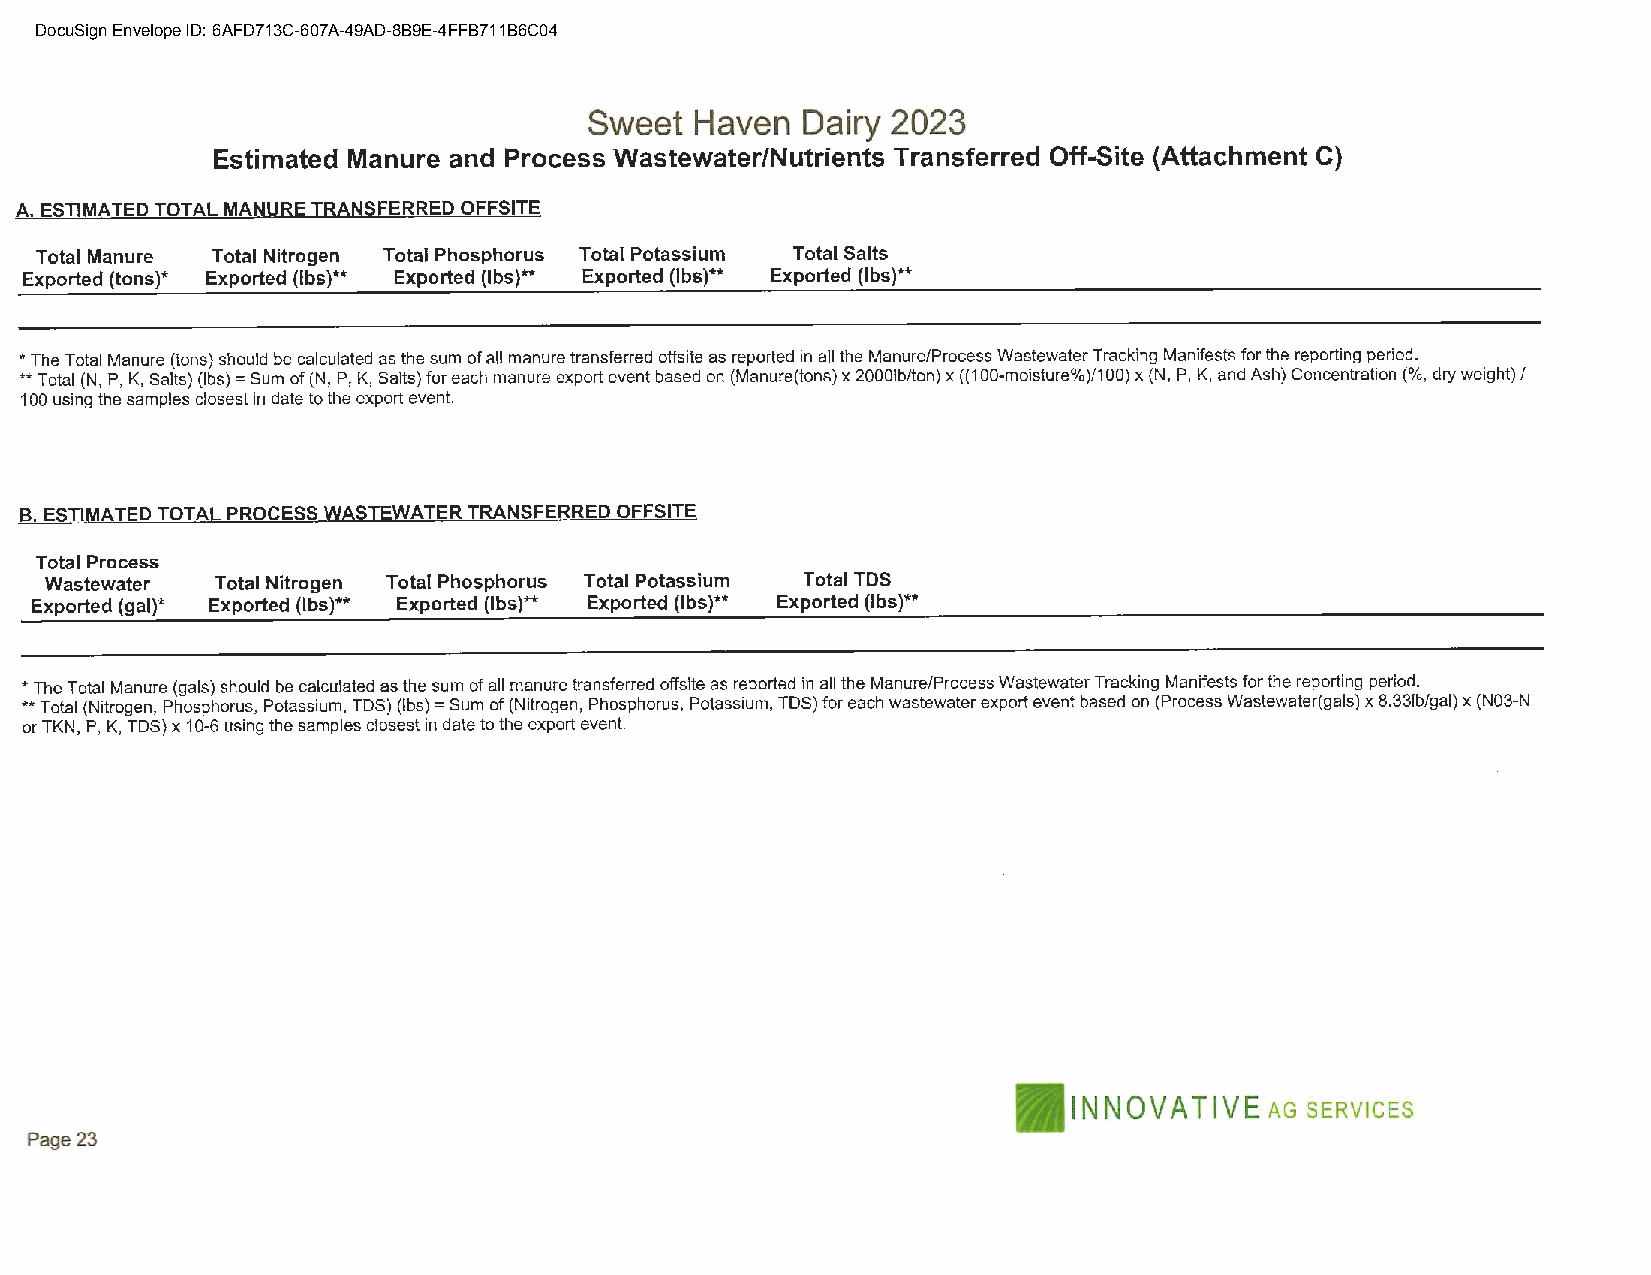 DocuSign Envelope ID: 6AFD713C-607A-49AD-8B9E-4FFB711B6C04
Sweet Haven Dairy 2023
Estimated Manure and Process Wastewater/Nutrients Transferred Off-Site (Attachment C)
A. ESTIMATED TOTAL MANURE TRANSFERRED OFFSITE
Total Manure Total Nitrogen Total Phosphorus Total Potassium Total Salts
Exported (tons)* Exported (lbs)** Exported (lbs)** Exported (lbs)** Exported (lbs)**
* The Total Manure (tons) should be calculated as the sum of all manure transferred offsite as reported in all the Manure/Process Wastewater Tracking Manifests for the reporting period.
** Total (N, P, K, Salts) (lbs) = Sum of (N, P, K, Salts) for each manure export event based on (Manure(tons) x 2000lb/ton) x ((100-moisture%)/100) x (N, P, K, and Ash) Concentration (%, dry weight) /
100 using the samples closest in date to the export event.
B. ESTIMATED TOTAL PROCESS WASTEWATER TRANSFERRED OFFSITE
Total Process
Wastewater Total Nitrogen Total Phosphorus Total Potassium Total TDS
Exported (gal)* Exported (lbs)** Exported (lbs)** Exported (lbs)** Exported (lbs)**
* The Total Manure (gals) should be calculated as the sum of all manure transferred offsite as reported in all the Manure/Process Wastewater Tracking Manifests for the reporting period.
** Total (Nitrogen, Phosphorus, Potassium, TDS) (lbs) = Sum of (Nitrogen, Phosphorus, Potassium, TDS) for each wastewater export event based on (Process Wastewater(gals) x 8.33lb/gal) x (N03-N
or TKN, P, K, TDS) x 10-6 using the samples closest in date to the export event.
INNOVATIVE AG SERVICES
Page 23